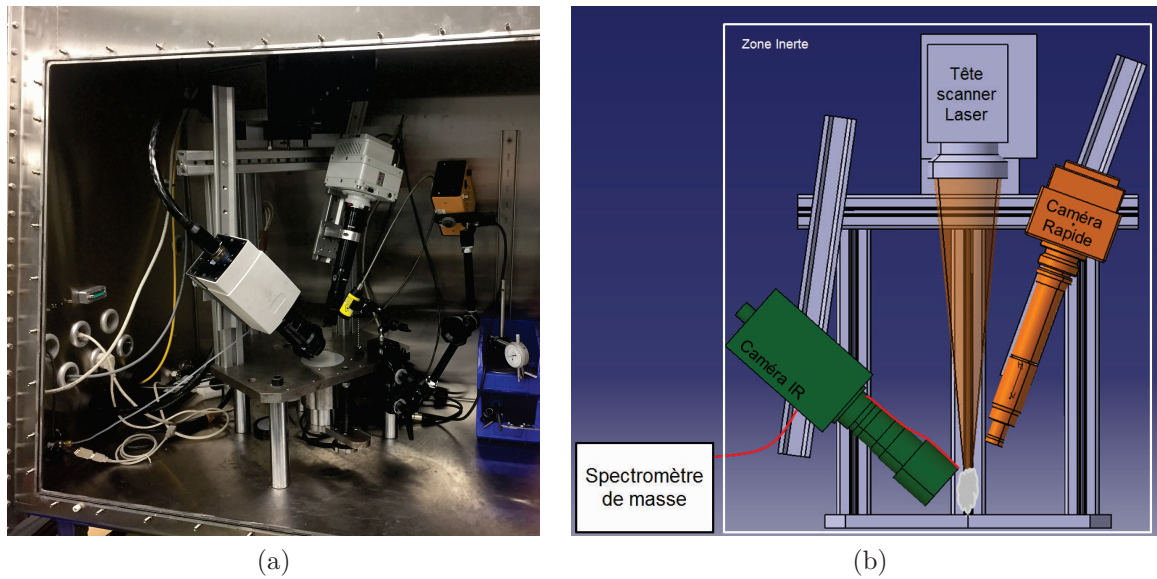 Zone Inerte
Tête
scanner
Laser
Caméra
Rapide
Caméra IR
Spectromètre
de masse
(a)
(b)